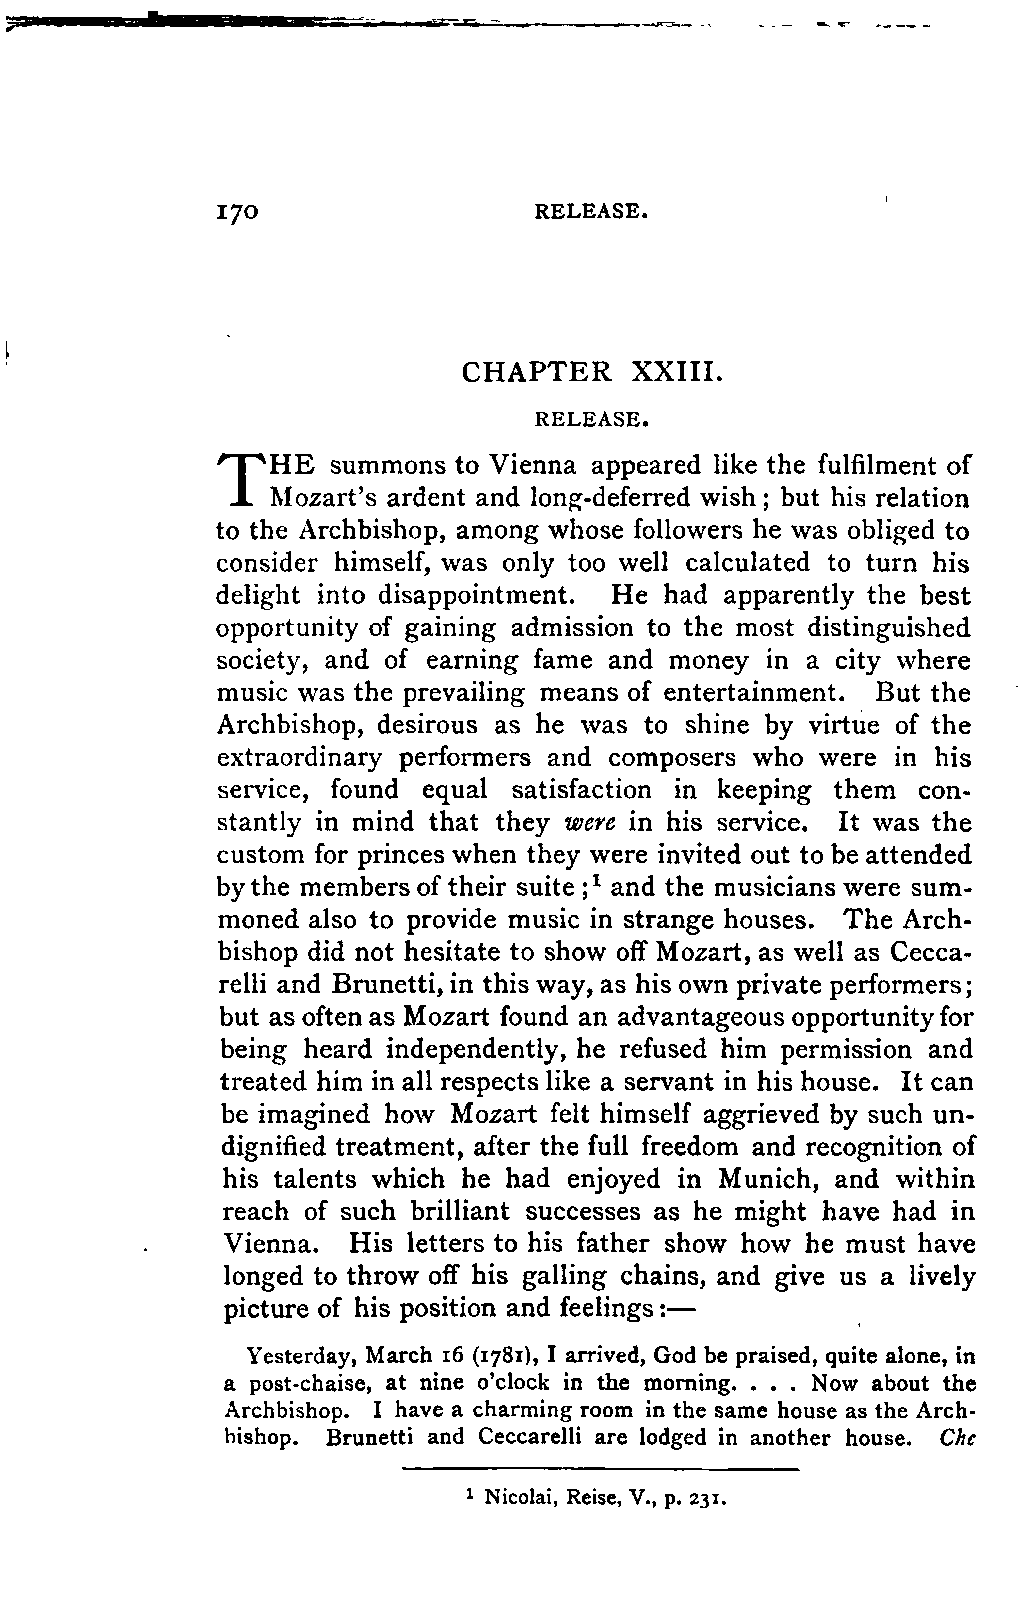 170 RELEASE.
CHAPTER XXIII.
RELEASE.
THE summons to Vienna appeared like the fulfilment of
Mozart's ardent and long-deferred wish; but his relation
to the Archbishop, among whose followers he was obliged to
consider himself, was only too well calculated to turn his
delight into disappointment. He had apparently the best
opportunity of gaining admission to the most distinguished
society, and of earning fame and money in a city where
music was the prevailing means of entertainment. But the
Archbishop, desirous as he was to shine by virtue of the
extraordinary performers and composers who were in his
service, found equal satisfaction in keeping them con-
stantly in mind that they were in his service. It was the
custom for princes when they were invited out to be attended
by the members of their suite;¹ and the musicians were sum-
moned also to provide music in strange houses. The Arch-
bishop did not hesitate to show off Mozart, as well as Cecca-
relli and Brunetti, in this way, as his own private performers;
but as often as Mozart found an advantageous opportunity for
being heard independently, he refused him permission and
treated him in all respects like a servant in his house. It can
be imagined how Mozart felt himself aggrieved by such un-
dignified treatment, after the full freedom and recognition of
his talents which he had enjoyed in Munich, and within
reach of such brilliant successes as he might have had in
Vienna. His letters to his father show how he must have
longed to throw off his galling chains, and give us a lively
picture of his position and feelings:—
Yesterday, March 16 (1781), I arrived, God be praised, quite alone, in
a post-chaise, at nine o'clock in the morning. . . . Now about the
Archbishop. I have a charming room in the same house as the Arch-
bishop. Brunetti and Ceccarelli are lodged in another house. Che
¹ Nicolai, Reise, V., p. 231.